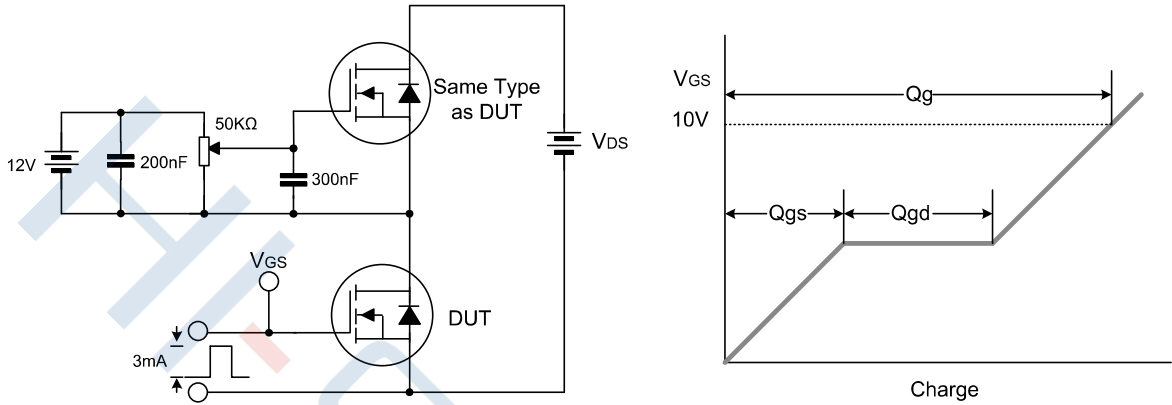 12V
200nF
50KΩ
300nF
Same Type
as DUT
VDS
VGS
3mA
DUT
VGS
10V
Qg
Qgs
Qgd
Charge